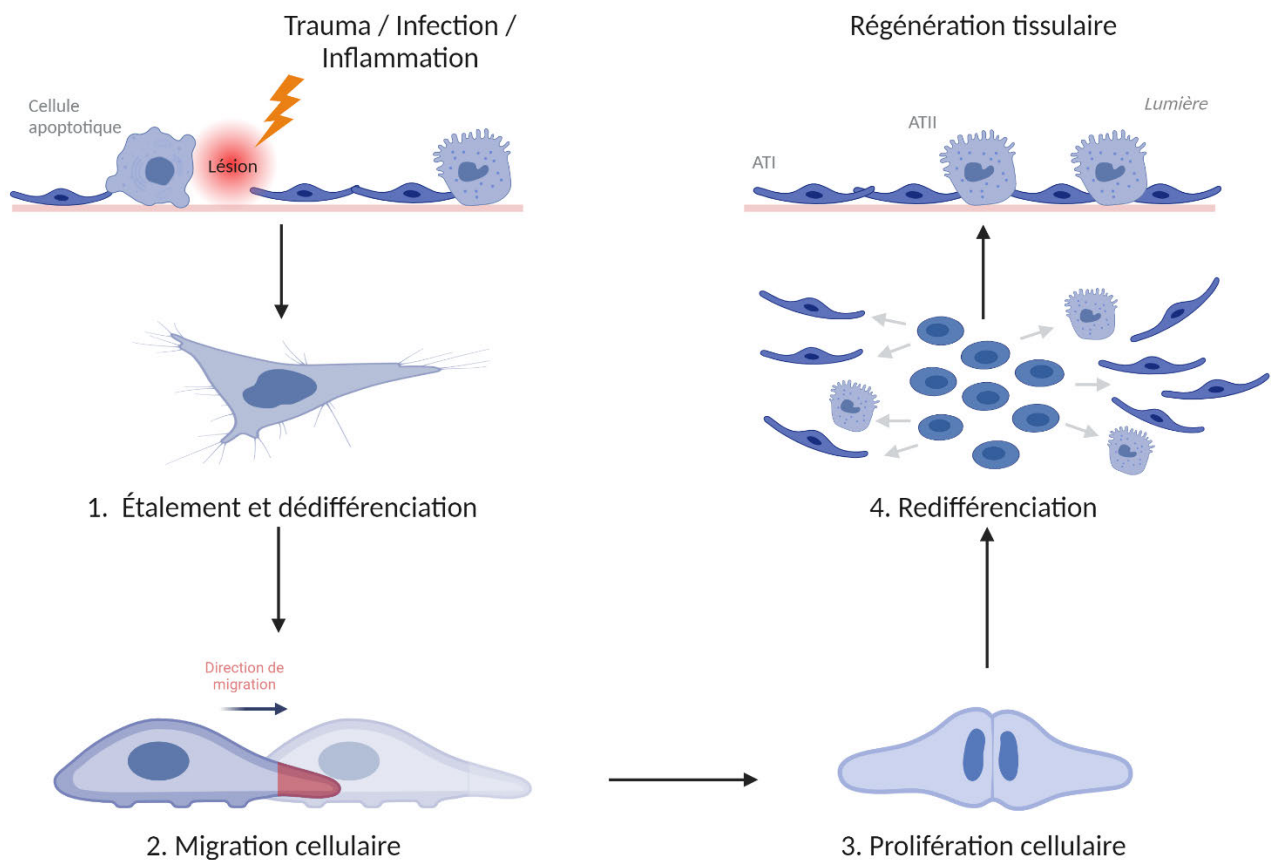 Trauma / Infection /
Inflammation
Cellule
apoptotique
Lésion
1. Étalement et dédifférenciation
Direction de
migration
2. Migration cellulaire
3. Prolifération cellulaire
4. Redifférenciation
Régénération tissulaire
Lumière
ATII
ATI